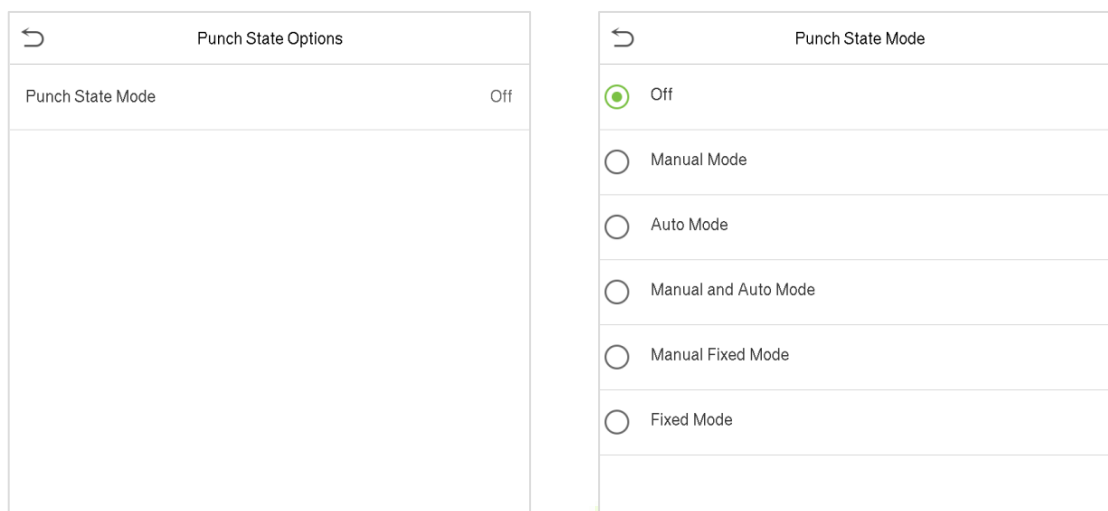 Punch State Options
Punch State Mode Off
Punch State Mode
Off
Manual Mode
Auto Mode
Manual and Auto Mode
Manual Fixed Mode
Fixed Mode